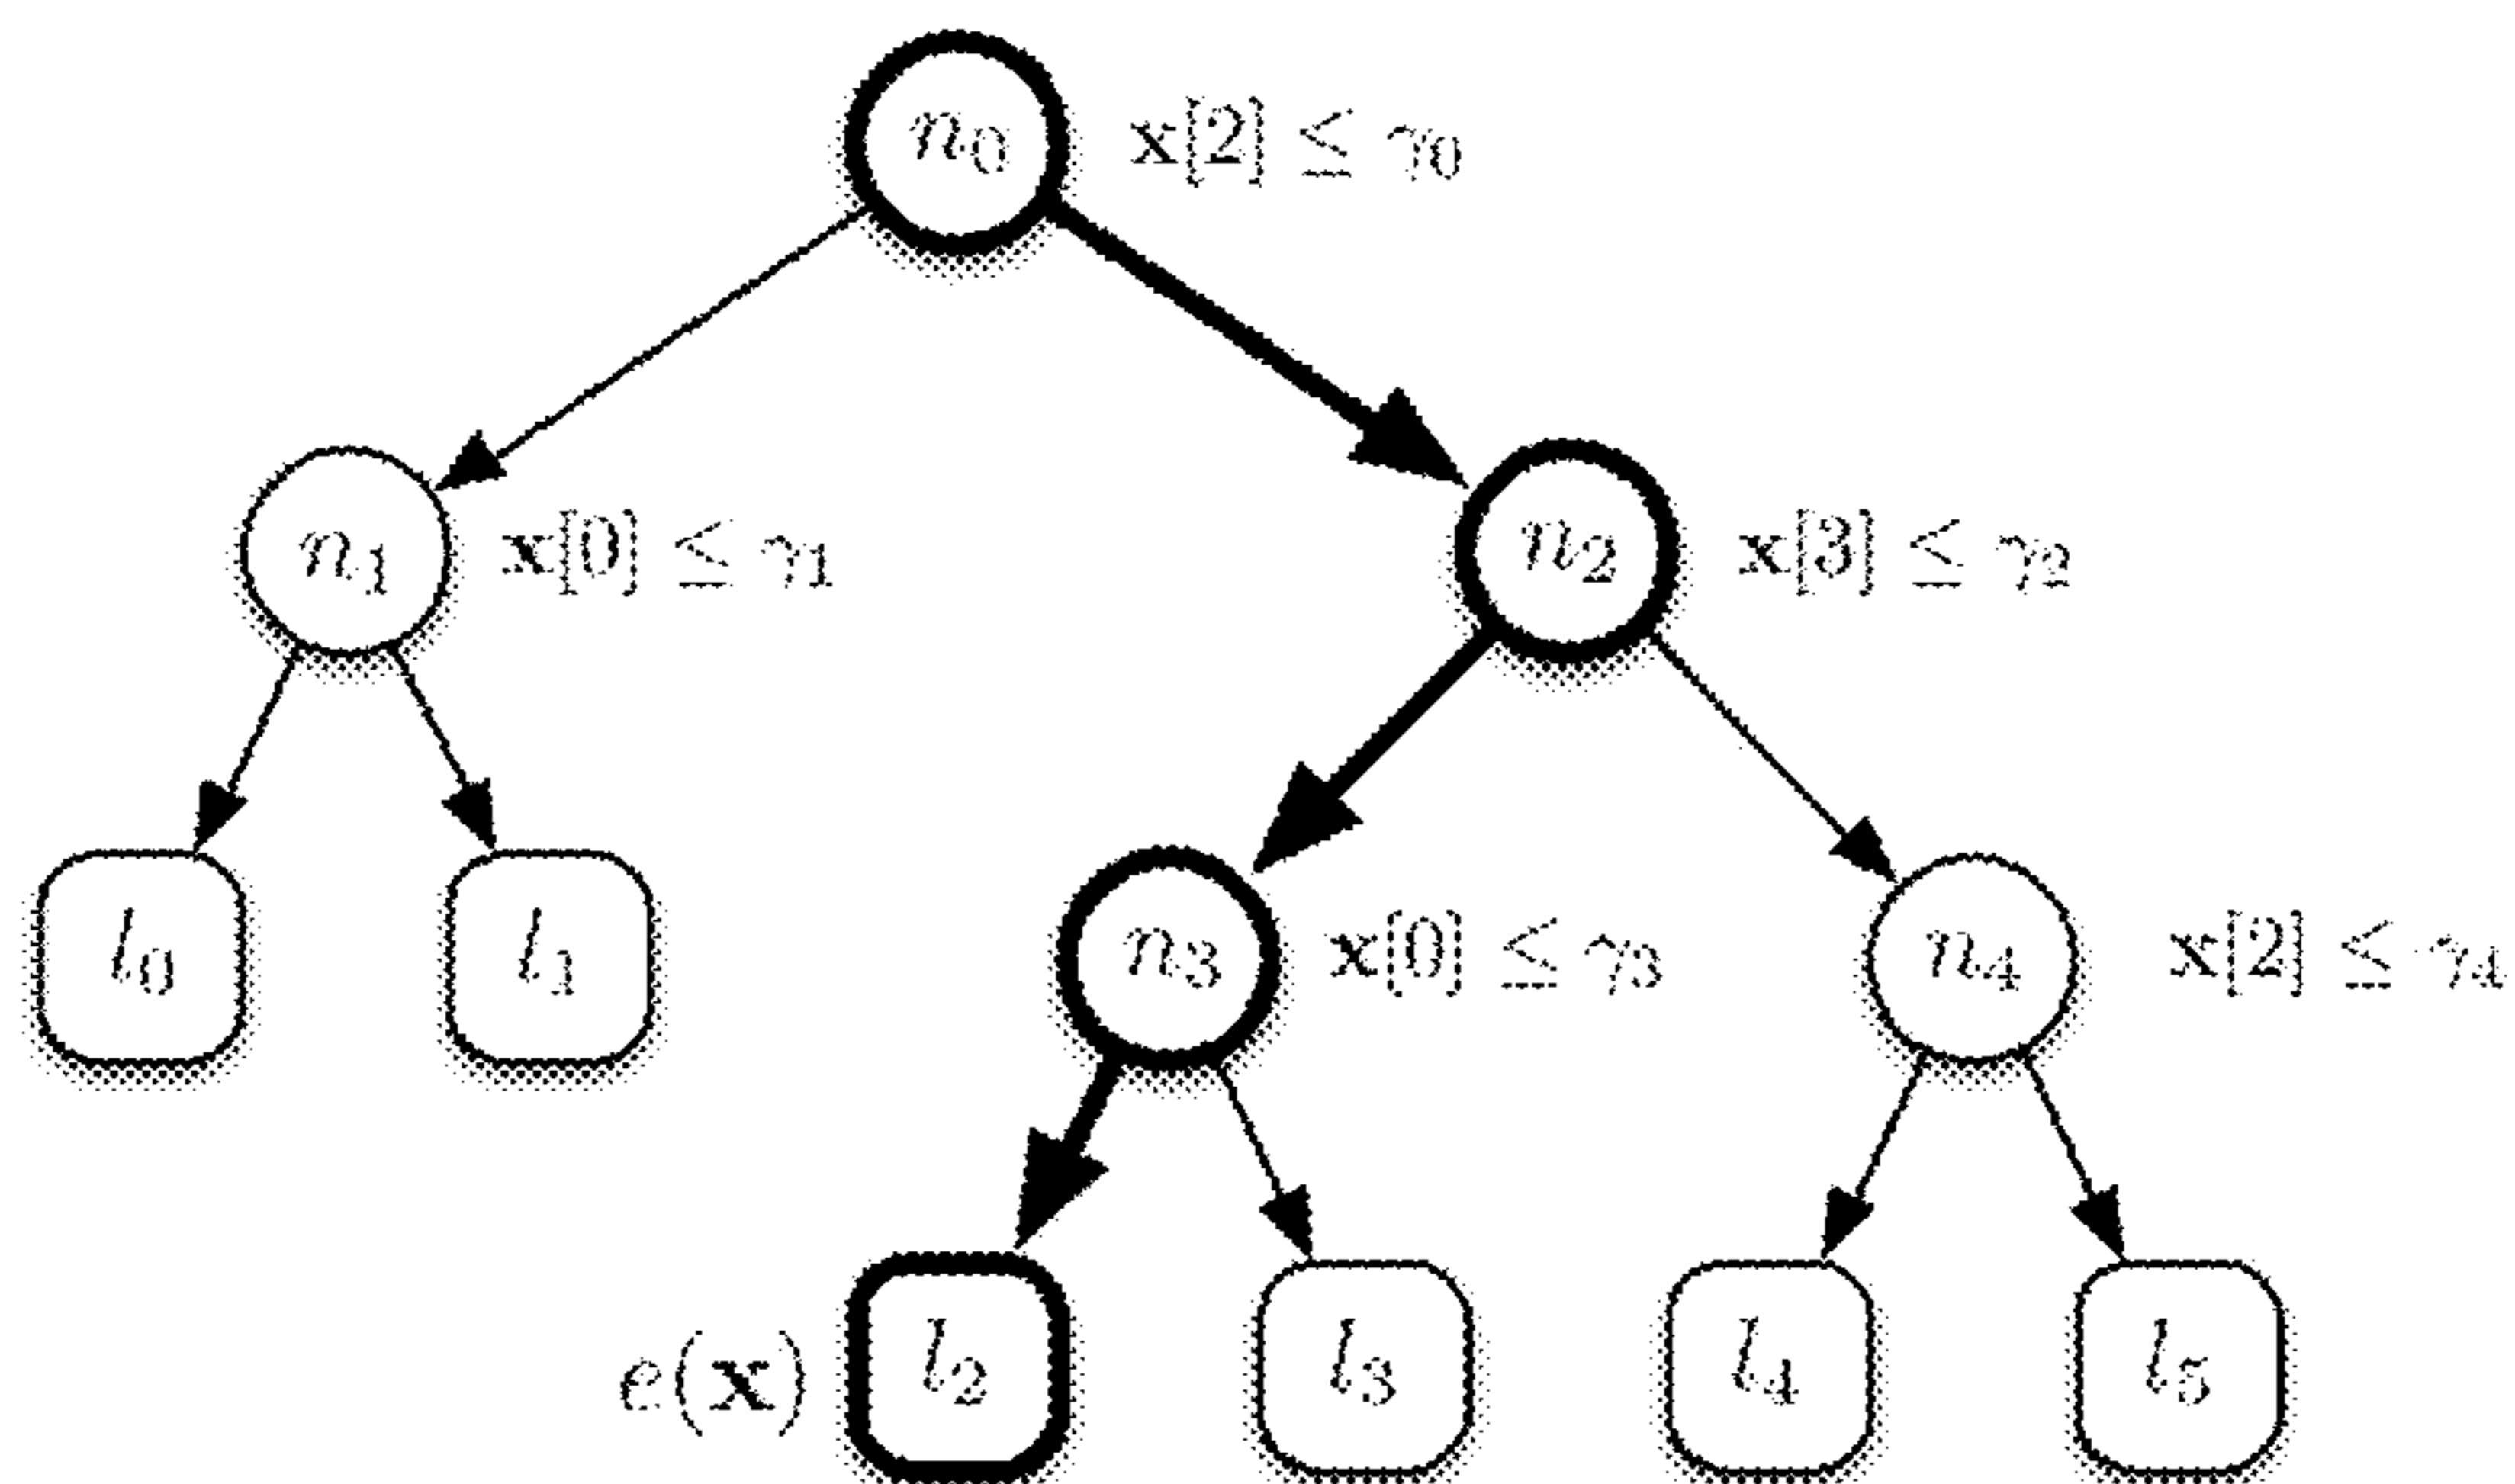 n₀ x[2] ≤ γ₀
n₁ x[0] ≤ γ₁ n₂ x[3] ≤ γ₂
l₀ l₁ n₃ x[0] ≤ γ₃ n₄ x[2] ≤ γ₄
e(x) l₂ l₃ l₄ l₅